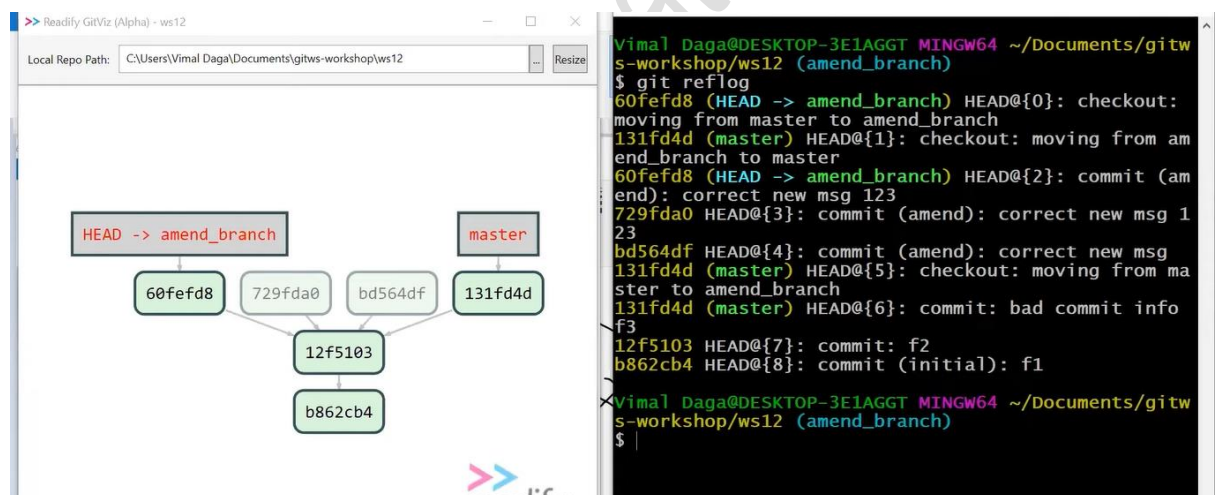 Readify GitViz (Alpha) - ws12
Local Repo Path: C:\Users\Vimal Daga\Documents\gitws-workshop\ws12 ... Resize
HEAD -> amend_branch master
60fefd8 729fda0 bd564df 131fd4d
12f5103
b862cb4
Vimal Daga@DESKTOP-3E1AGGT MINGW64 ~/Documents/gitw
s-workshop/ws12 (amend_branch)
$ git reflog
60fefd8 (HEAD -> amend_branch) HEAD@{0}: checkout:
moving from master to amend_branch
131fd4d (master) HEAD@{1}: checkout: moving from am
end_branch to master
60fefd8 (HEAD -> amend_branch) HEAD@{2}: commit (am
end): correct new msg 123
729fda0 HEAD@{3}: commit (amend): correct new msg 1
23
bd564df HEAD@{4}: commit (amend): correct new msg
131fd4d (master) HEAD@{5}: checkout: moving from ma
ster to amend_branch
131fd4d (master) HEAD@{6}: commit: bad commit info
f3
12f5103 HEAD@{7}: commit: f2
b862cb4 HEAD@{8}: commit (initial): f1
Vimal Daga@DESKTOP-3E1AGGT MINGW64 ~/Documents/gitw
s-workshop/ws12 (amend_branch)
$